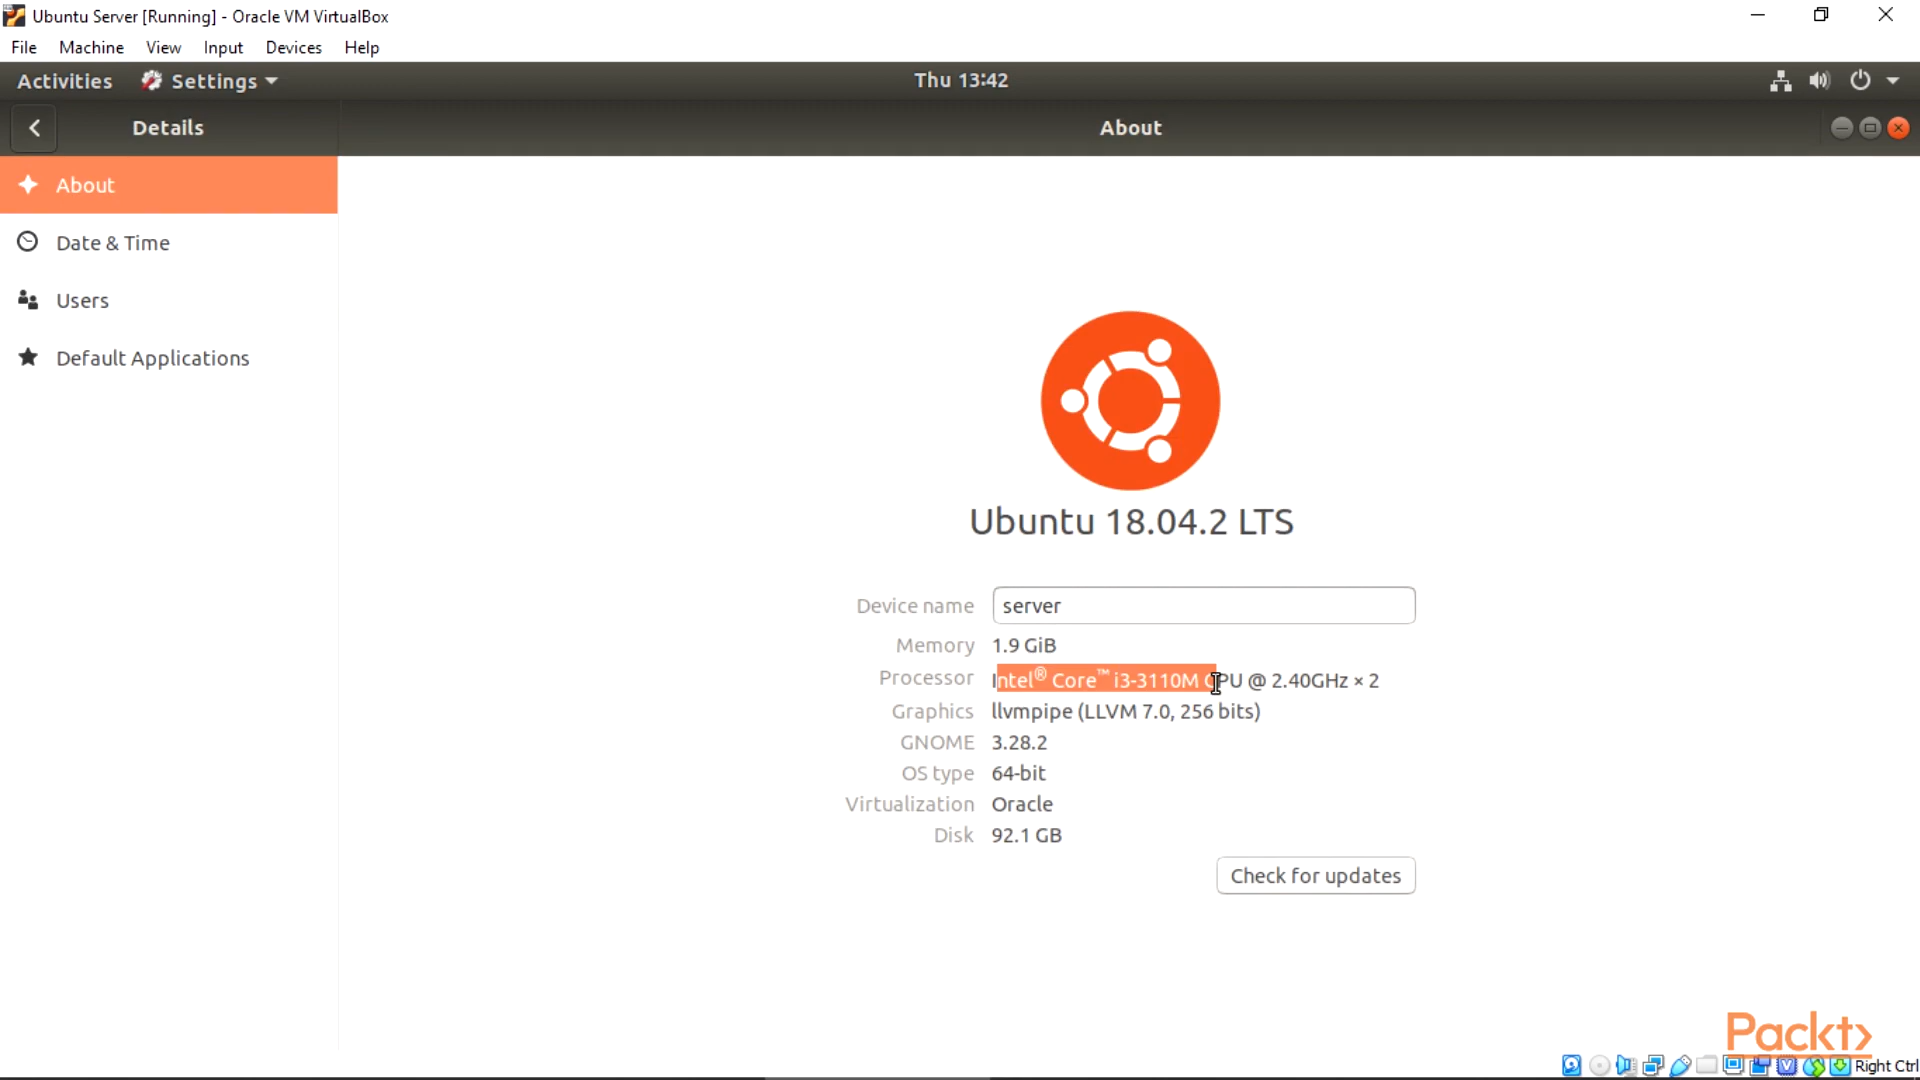 Ubuntu Server [Running] - Oracle VM VirtualBox
File Machine View Input Devices Help
Activities Settings Thu 13:42
Details About
About
Date & Time
Users
Default Applications
Ubuntu 18.04.2 LTS
Device name server
Memory 1.9 GiB
Processor Intel® Core™ i3-3110M CPU @ 2.40GHz × 2
Graphics llvmpipe (LLVM 7.0, 256 bits)
GNOME 3.28.2
OS type 64-bit
Virtualization Oracle
Disk 92.1 GB
Check for updates
Packt>
Right Ctrl